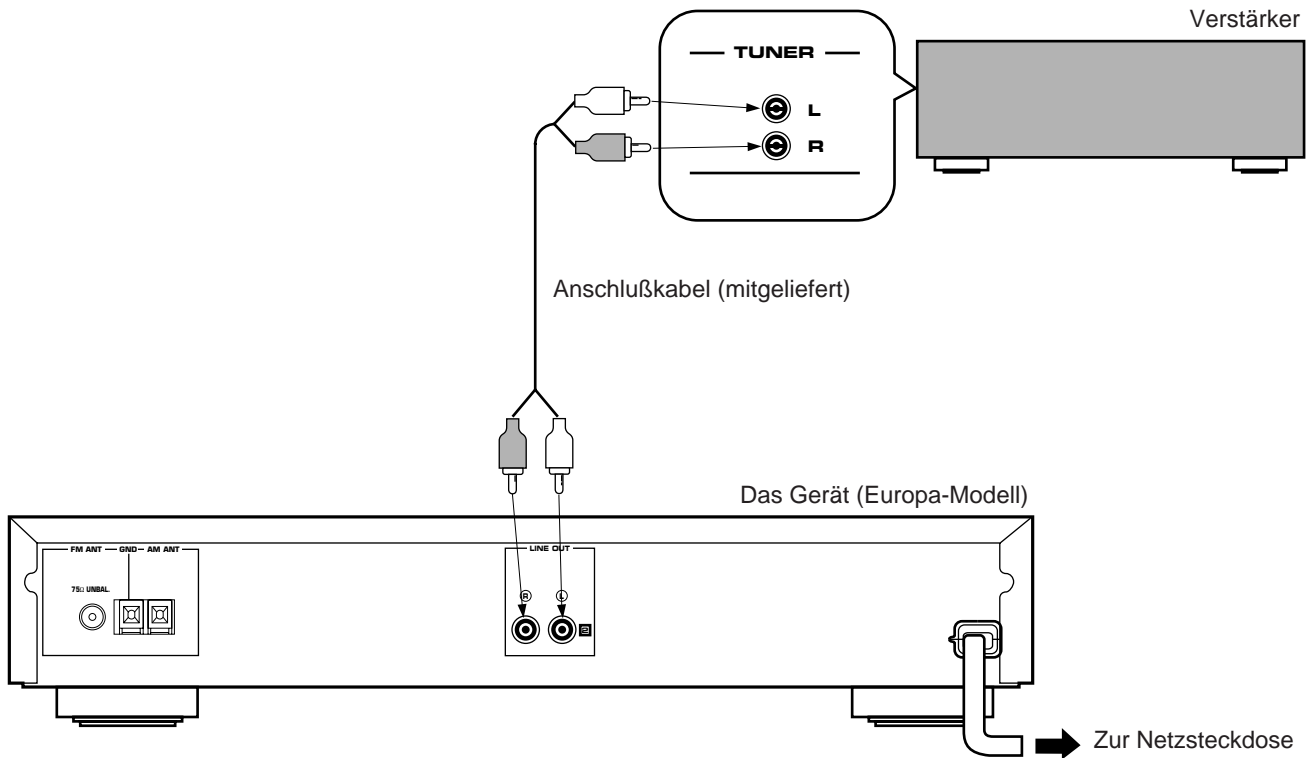 Verstärker
TUNER
L
R
Anschlußkabel (mitgeliefert)
Das Gerät (Europa-Modell)
FM ANT GND AM ANT
LINE OUT
75Ω UNBAL.
R L
2
Zur Netzsteckdose